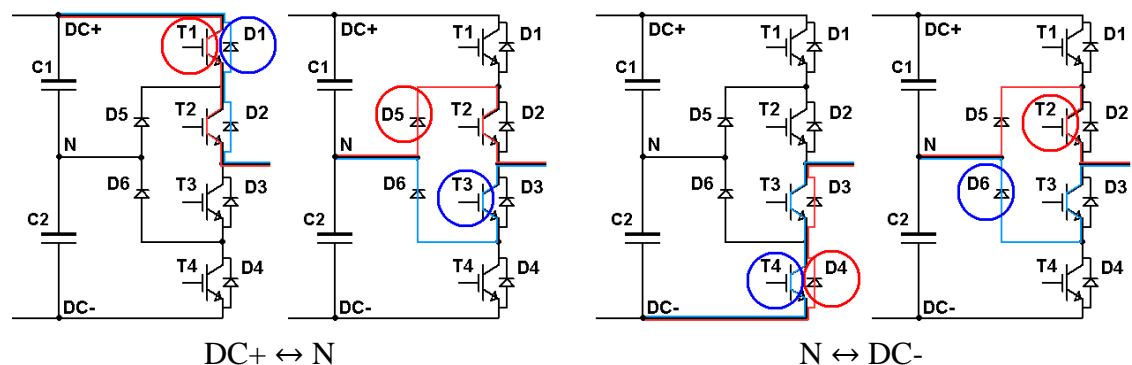 DC+
T1
D1
C1
D5
T2
D2
N
D6
T3
D3
C2
T4
D4
DC-
DC+
T1
D1
C1
D5
T2
D2
N
D6
T3
D3
C2
T4
D4
DC-
DC+ ↔ N
DC+
T1
D1
C1
D5
T2
D2
N
D6
T3
D3
C2
T4
D4
DC-
DC+
T1
D1
C1
D5
T2
D2
N
D6
T3
D3
C2
T4
D4
DC-
N ↔ DC-